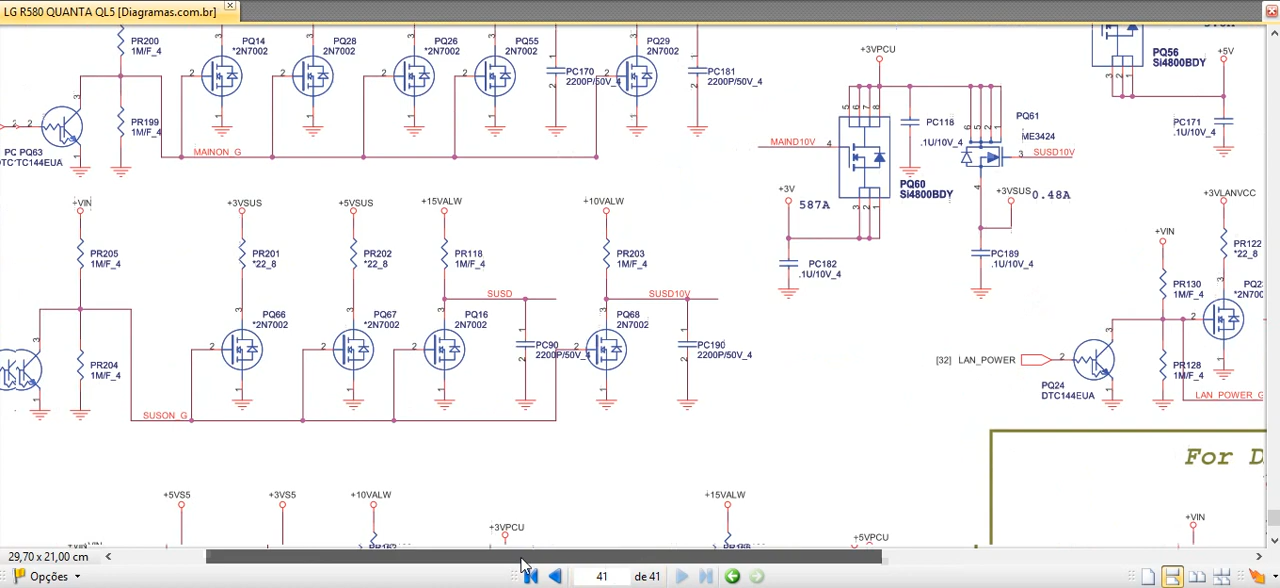 LG R580 QUANTA QL5 [Diagramas.com.br]
PR200
1M/F_4
PQ14
*2N7002
PQ28
2N7002
PQ26
*2N7002
PQ55
2N7002
PC170
2200P/50V_4
PQ29
2N7002
PC181
2200P/50V_4
+3VPCU
PQ56
Si4800BDY
+5V
PC171
.1U/10V_4
PR199
1M/F_4
PC PQ63
MAINON_G
MAIND10V
PC118
.1U/10V_4
PQ61
ME3424
SUSD10V
PQ60
Si4800BDY
+3V
587A
+3VSUS
0.48A
PC182
.1U/10V_4
PC189
.1U/10V_4
+3VLANVCC
+VIN
PR122
*22_8
PR130
1M/F_4
+VIN
+3VSUS
+5VSUS
+15VALW
+10VALW
PR205
1M/F_4
PR201
*22_8
PR202
*22_8
PR118
1M/F_4
PR203
1M/F_4
SUSD
SUSD10V
PQ66
*2N7002
PQ67
*2N7002
PQ16
2N7002
PC90
2200P/50V_4
PQ68
2N7002
PC190
2200P/50V_4
PR204
1M/F_4
SUSON_G
[32] LAN_POWER
PQ24
DTC144EUA
PR128
1M/F_4
LAN_POWER_G
For D
+5VS5
+3VS5
+10VALW
+3VPCU
+15VALW
+5VPCU
+VIN
29,70 x 21,00 cm
Opções
41
de 41